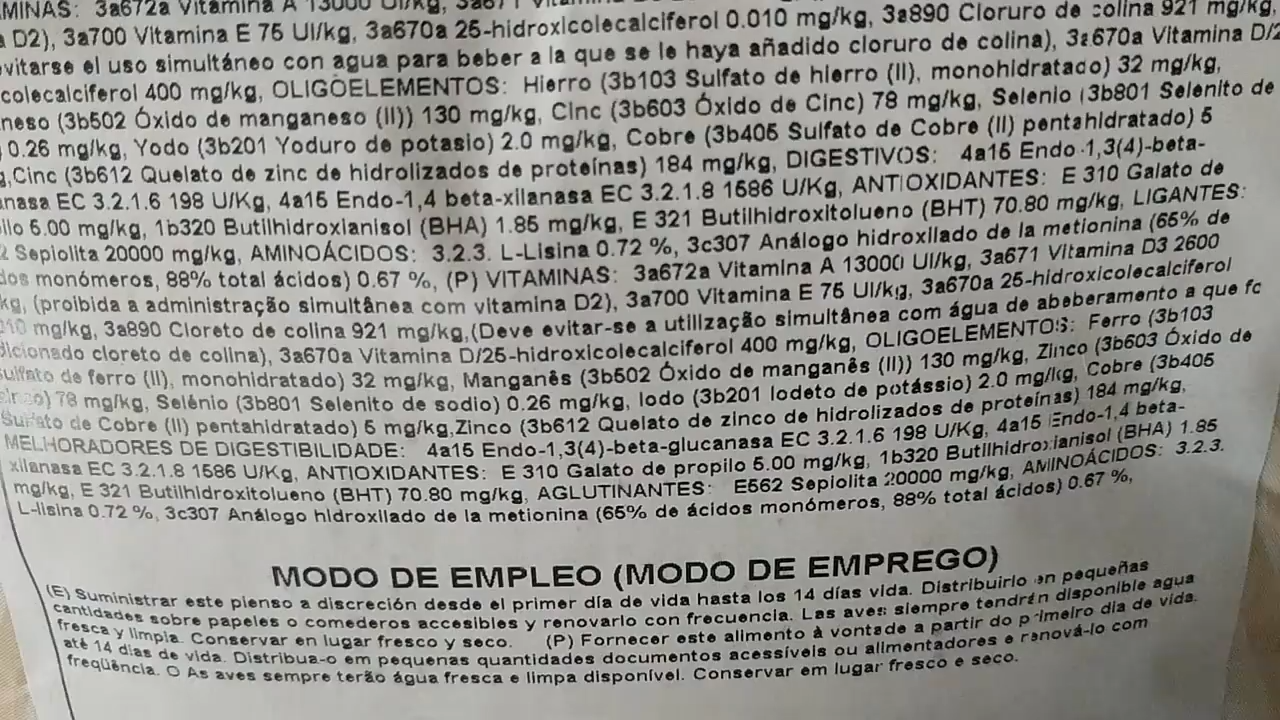 MINAS: 3a672a Vitamina A 13000 UI/kg, 3a671
D2), 3a700 Vitamina E 75 UI/kg, 3a670a 25-hidroxicolecalciferol 0.010 mg/kg, 3a890 Cloruro de colina 921 mg/kg,
evitarse el uso simultáneo con agua para beber a la que se le haya añadido cloruro de colina), 3a670a Vitamina D/2
colecalciferol 400 mg/kg, OLIGOELEMENTOS: Hierro (3b103 Sulfato de hierro (II), monohidratado) 32 mg/kg,
neso (3b502 Óxido de manganeso (II)) 130 mg/kg, Cinc (3b603 Óxido de Cinc) 78 mg/kg, Selenio (3b801 Selenito de
0.26 mg/kg, Yodo (3b201 Yoduro de potasio) 2.0 mg/kg, Cobre (3b405 Sulfato de Cobre (II) pentahidratado) 5
g,Cinc (3b612 Quelato de zinc de hidrolizados de proteínas) 184 mg/kg, DIGESTIVOS: 4a15 Endo-1,3(4)-beta-
nasa EC 3.2.1.6 198 U/Kg, 4a15 Endo-1,4 beta-xilanasa EC 3.2.1.8 1586 U/Kg, ANTIOXIDANTES: E 310 Galato de
ilo 5.00 mg/kg, 1b320 Butilhidroxianisol (BHA) 1.85 mg/kg, E 321 Butilhidroxitolueno (BHT) 70.80 mg/kg, LIGANTES:
2 Sepiolita 20000 mg/kg, AMINOÁCIDOS: 3.2.3. L-Lisina 0.72 %, 3c307 Análogo hidroxilado de la metionina (65% de
dos monómeros, 88% total ácidos) 0.67 %, (P) VITAMINAS: 3a672a Vitamina A 13000 UI/kg, 3a671 Vitamina D3 2600
kg, (proibida a administração simultânea com vitamina D2), 3a700 Vitamina E 75 UI/kg, 3a670a 25-hidroxicolecalciferol
010 mg/kg, 3a890 Cloreto de colina 921 mg/kg,(Deve evitar-se a utilização simultânea com água de abeberamento a que fo
dicionado cloreto de colina), 3a670a Vitamina D/25-hidroxicolecalciferol 400 mg/kg, OLIGOELEMENTOS: Ferro (3b103
sulfato de ferro (II), monohidratado) 32 mg/kg, Manganês (3b502 Óxido de manganês (II)) 130 mg/kg, Zinco (3b603 Óxido de
zinco) 78 mg/kg, Selênio (3b801 Selenito de sodio) 0.26 mg/kg, Iodo (3b201 Iodeto de potássio) 2.0 mg/kg, Cobre (3b405
Sulfato de Cobre (II) pentahidratado) 5 mg/kg,Zinco (3b612 Quelato de zinco de hidrolizados de proteínas) 184 mg/kg,
MELHORADORES DE DIGESTIBILIDADE: 4a15 Endo-1,3(4)-beta-glucanasa EC 3.2.1.6 198 U/Kg, 4a15 Endo-1,4 beta-
xilanasa EC 3.2.1.8 1586 U/Kg, ANTIOXIDANTES: E 310 Galato de propilo 5.00 mg/kg, 1b320 Butilhidroxianisol (BHA) 1.85
mg/kg, E 321 Butilhidroxitolueno (BHT) 70.80 mg/kg, AGLUTINANTES: E562 Sepiolita 20000 mg/kg, AMINOÁCIDOS: 3.2.3.
L-lisina 0.72 %, 3c307 Análogo hidroxilado de la metionina (65% de ácidos monómeros, 88% total ácidos) 0.67 %,
MODO DE EMPLEO (MODO DE EMPREGO)
(E) Suministrar este pienso a discreción desde el primer día de vida hasta los 14 días vida. Distribuirlo en pequeñas
cantidades sobre papeles o comederos accesibles y renovarlo con frecuencia. Las aves siempre tendrán disponible agua
fresca y limpia. Conservar en lugar fresco y seco. (P) Fornecer este alimento à vontade a partir do primeiro dia de vida.
até 14 dias de vida. Distribua-o em pequenas quantidades documentos acessíveis ou alimentadores e renová-lo com
freqüência. O As aves sempre terão água fresca e limpa disponível. Conservar em lugar fresco e seco.